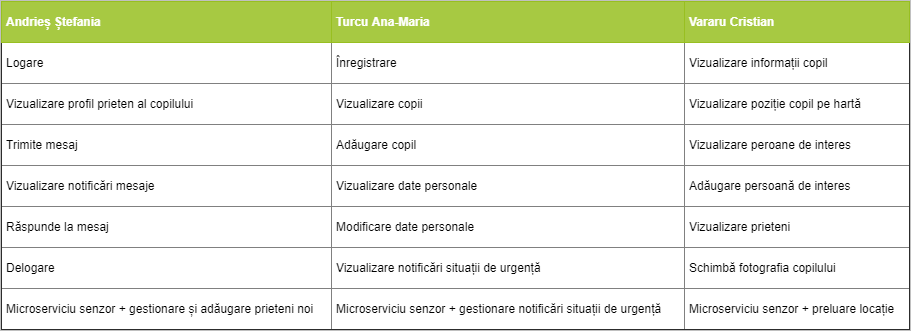 Andrieș Ștefania Turcu Ana-Maria Vararu Cristian
Logare Înregistrare Vizualizare informații copil
Vizualizare profil prieten al copilului Vizualizare copii Vizualizare poziție copil pe hartă
Trimite mesaj Adăugare copil Vizualizare peroane de interes
Vizualizare notificări mesaje Vizualizare date personale Adăugare persoană de interes
Răspunde la mesaj Modificare date personale Vizualizare prieteni
Delogare Vizualizare notificări situații de urgență Schimbă fotografia copilului
Microserviciu senzor + gestionare și adăugare prieteni noi Microserviciu senzor + gestionare notificări situații de urgență Microserviciu senzor + preluare locație